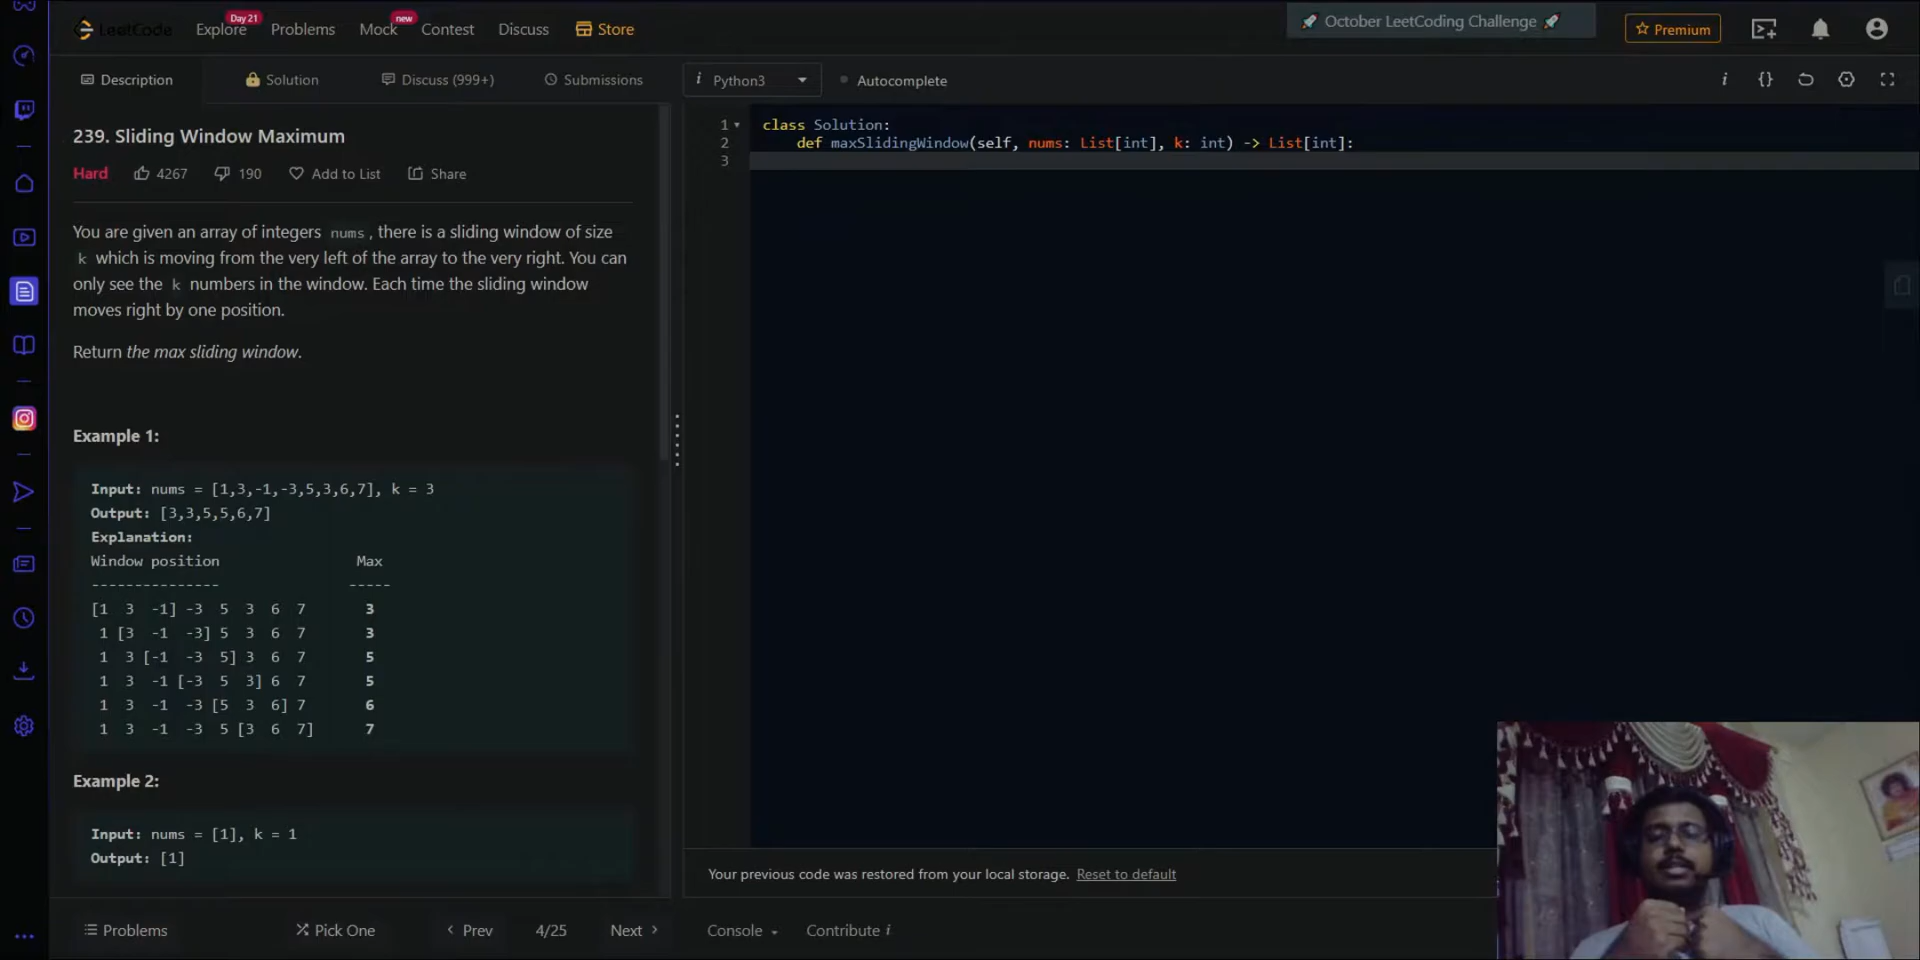 LeetCode
Explore
Day 21
Problems
Mock
new
Contest
Discuss
Store
October LeetCoding Challenge
Premium
Description
Solution
Discuss (999+)
Submissions
i Python3
Autocomplete
i {}
239. Sliding Window Maximum
Hard 4267 190 Add to List Share
You are given an array of integers nums, there is a sliding window of size
k which is moving from the very left of the array to the very right. You can
only see the k numbers in the window. Each time the sliding window
moves right by one position.
Return the max sliding window.
Example 1:
Input: nums = [1,3,-1,-3,5,3,6,7], k = 3
Output: [3,3,5,5,6,7]
Explanation:
Window position Max
--------------- -----
[1 3 -1] -3 5 3 6 7 3
1 [3 -1 -3] 5 3 6 7 3
1 3 [-1 -3 5] 3 6 7 5
1 3 -1 [-3 5 3] 6 7 5
1 3 -1 -3 [5 3 6] 7 6
1 3 -1 -3 5 [3 6 7] 7
Example 2:
Input: nums = [1], k = 1
Output: [1]
1 class Solution:
2 def maxSlidingWindow(self, nums: List[int], k: int) -> List[int]:
3
Your previous code was restored from your local storage. Reset to default
Problems
Pick One
< Prev
4/25
Next >
Console
Contribute i